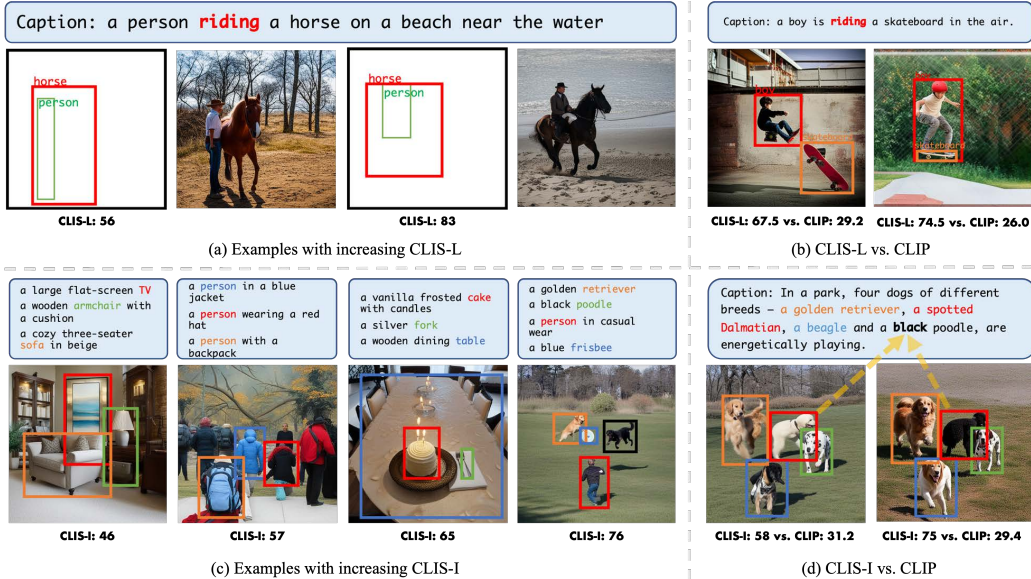 Caption: a person riding a horse on a beach near the water
horse
person
horse
person
CLIS-L: 56
CLIS-L: 83
(a) Examples with increasing CLIS-L
Caption: a boy is riding a skateboard in the air.
boy
skateboard
skateboard
CLIS-L: 67.5 vs. CLIP: 29.2
CLIS-L: 74.5 vs. CLIP: 26.0
(b) CLIS-L vs. CLIP
a large flat-screen TV
a wooden armchair with
a cushion
a cozy three-seater
sofa in beige
a person in a blue
jacket
a person wearing a red
hat
a person with a
backpack
a vanilla frosted cake
with candles
a silver fork
a wooden dining table
a golden retriever
a black poodle
a person in casual
wear
a blue frisbee
CLIS-I: 46
CLIS-I: 57
CLIS-I: 65
CLIS-I: 76
(c) Examples with increasing CLIS-I
Caption: In a park, four dogs of different
breeds – a golden retriever, a spotted
Dalmatian, a beagle and a black poodle, are
energetically playing.
CLIS-I: 58 vs. CLIP: 31.2
CLIS-I: 75 vs. CLIP: 29.4
(d) CLIS-I vs. CLIP